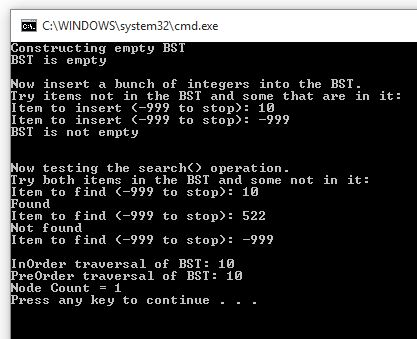 C:\WINDOWS\system32\cmd.exe
Constructing empty BST
BST is empty
Now insert a bunch of integers into the BST.
Try items not in the BST and some that are in it:
Item to insert (-999 to stop): 10
Item to insert (-999 to stop): -999
BST is not empty
Now testing the search() operation.
Try both items in the BST and some not in it:
Item to find (-999 to stop): 10
Found
Item to find (-999 to stop): 522
Not found
Item to find (-999 to stop): -999
InOrder traversal of BST: 10
PreOrder traversal of BST: 10
Node Count = 1
Press any key to continue . . .